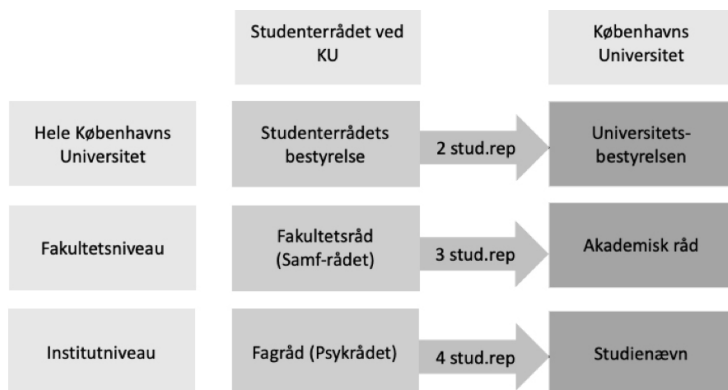 Studenterrådet ved
KU
Københavns
Universitet
Hele Københavns
Universitet
Studenterrådets
bestyrelse
2 stud.rep
Universitets-
bestyrelsen
Fakultetsniveau
Fakultetsråd
(Samf-rådet)
3 stud.rep
Akademisk råd
Institutniveau
Fagråd (Psykrådet)
4 stud.rep
Studienævn